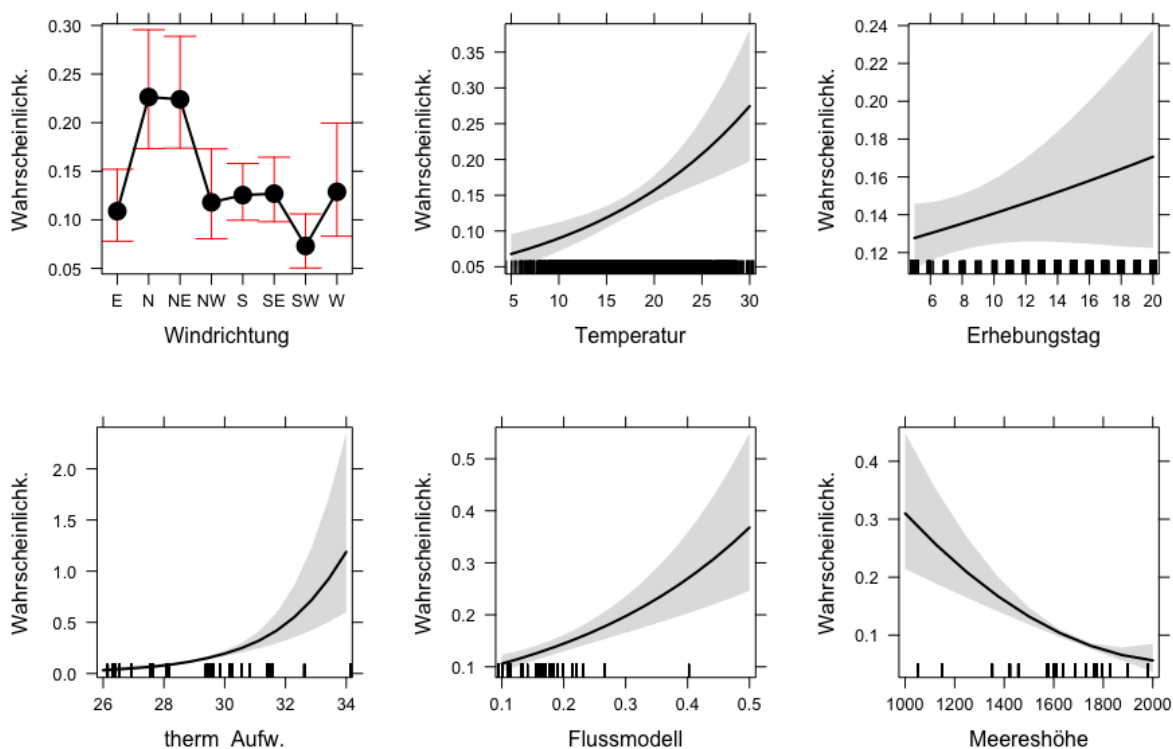 Wahrscheinlichk.
0.30
0.25
0.20
0.15
0.10
0.05
E N NE NW S SE SW W
Windrichtung
Wahrscheinlichk.
0.35
0.30
0.25
0.20
0.15
0.10
0.05
5 10 15 20 25 30
Temperatur
Wahrscheinlichk.
0.24
0.22
0.20
0.18
0.16
0.14
0.12
6 8 10 12 14 16 18 20
Erhebungstag
Wahrscheinlichk.
2.0
1.5
1.0
0.5
0.0
26 28 30 32 34
therm_Aufw.
Wahrscheinlichk.
0.5
0.4
0.3
0.2
0.1
0.1 0.2 0.3 0.4 0.5
Flussmodell
Wahrscheinlichk.
0.4
0.3
0.2
0.1
1000 1200 1400 1600 1800 2000
Meereshöhe